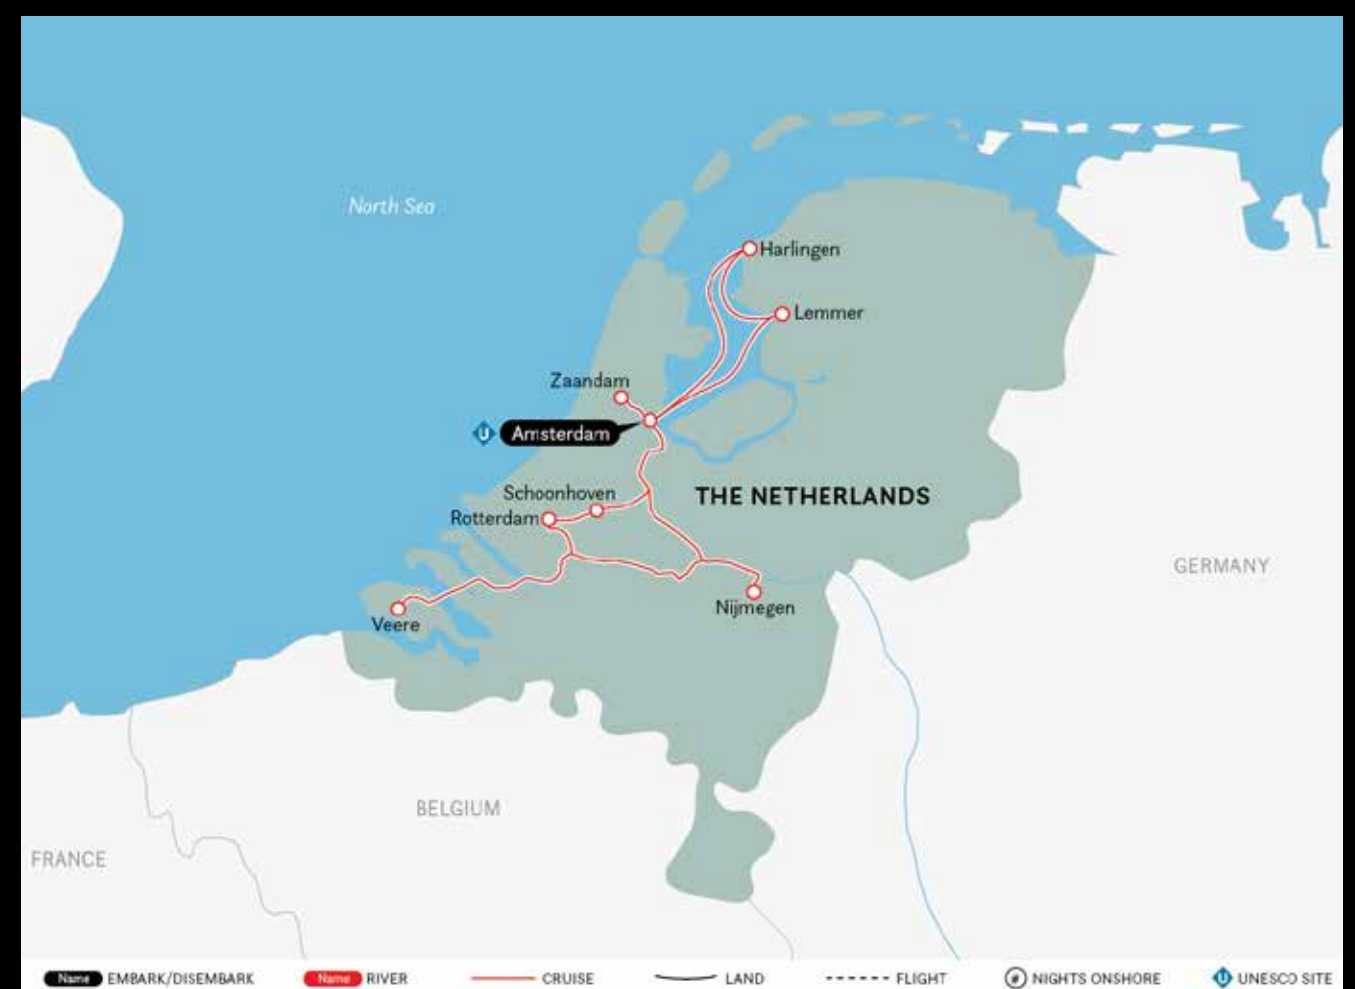 North Sea
Harlingen
Lemmer
Zaandam
U Amsterdam
Schoonhoven
THE NETHERLANDS
Rotterdam
GERMANY
Nijmegen
Veere
BELGIUM
FRANCE
Name EMBARK/DISEMBARK Name RIVER CRUISE LAND FLIGHT # NIGHTS ONSHORE U UNESCO SITE